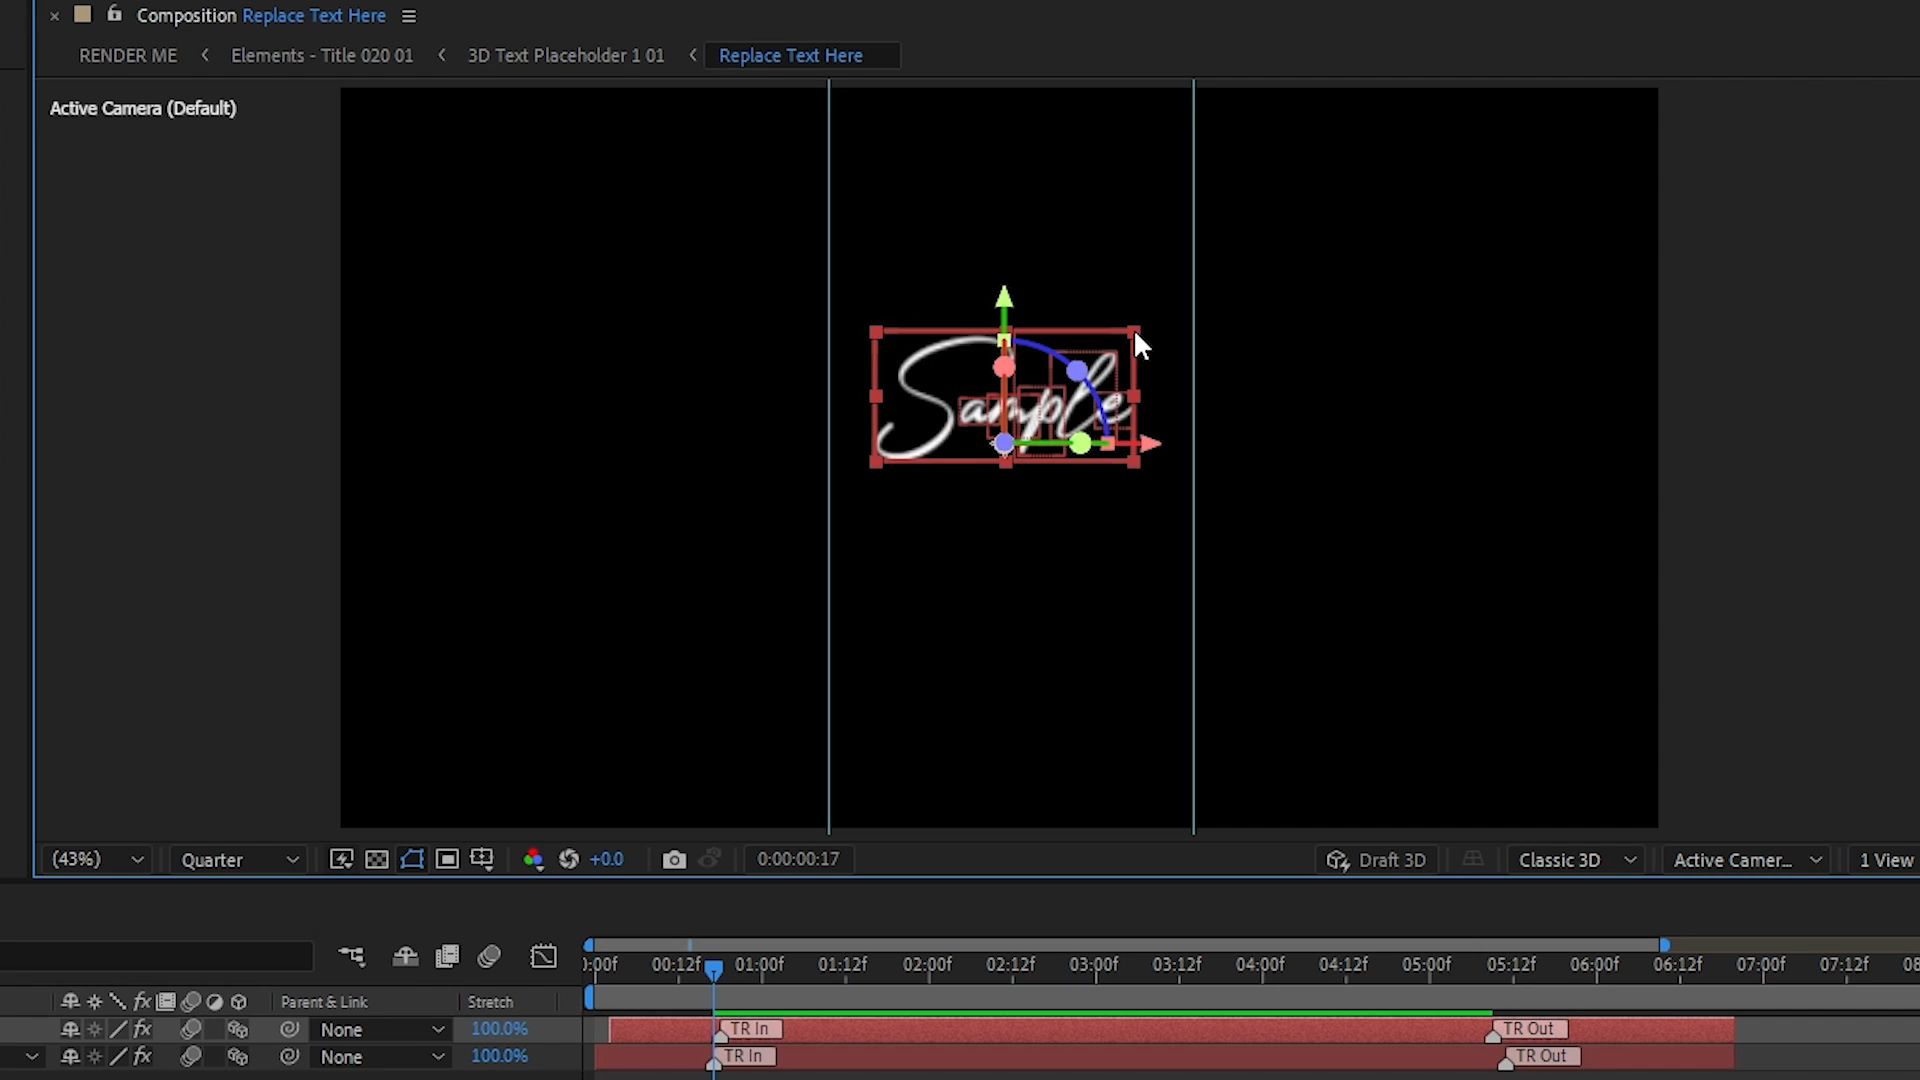 Composition Replace Text Here
RENDER ME < Elements - Title 020 01 < 3D Text Placeholder 1 01 < Replace Text Here
Active Camera (Default)
Sample
(43%) Quarter +0.0 0:00:00:17 Draft 3D Classic 3D Active Camer... 1 View
):00f 00:12f 01:00f 01:12f 02:00f 02:12f 03:00f 03:12f 04:00f 04:12f 05:00f 05:12f 06:00f 06:12f 07:00f 07:12f 08
fx Parent & Link Stretch
fx None 100.0% TR In TR Out
fx None 100.0% TR In TR Out